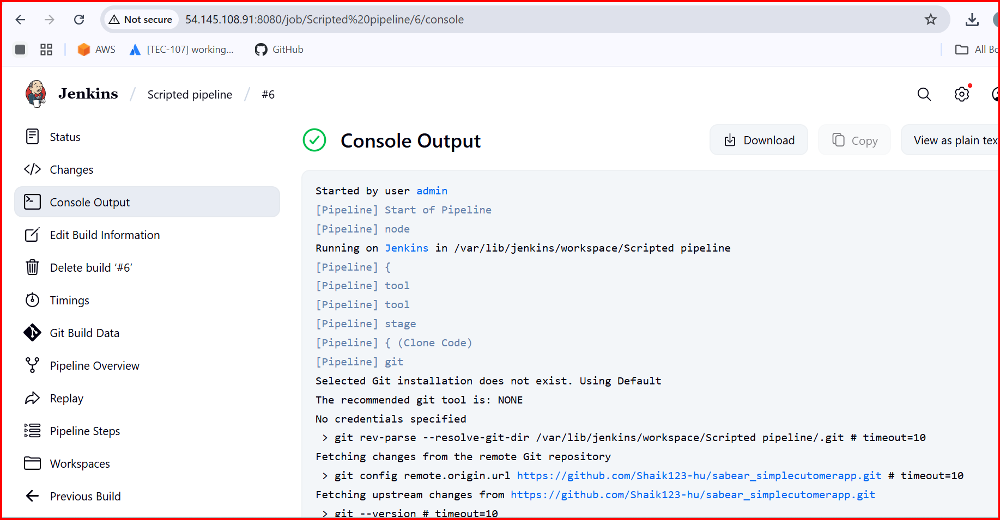 Not secure 54.145.108.91:8080/job/Scripted%20pipeline/6/console
AWS [TEC-107] working... GitHub All Bo
Jenkins / Scripted pipeline / #6
Status
Changes
Console Output
Edit Build Information
Delete build ‘#6’
Timings
Git Build Data
Pipeline Overview
Replay
Pipeline Steps
Workspaces
Previous Build
Console Output
Download Copy View as plain tex
Started by user admin
[Pipeline] Start of Pipeline
[Pipeline] node
Running on Jenkins in /var/lib/jenkins/workspace/Scripted pipeline
[Pipeline] {
[Pipeline] tool
[Pipeline] tool
[Pipeline] stage
[Pipeline] { (Clone Code)
[Pipeline] git
Selected Git installation does not exist. Using Default
The recommended git tool is: NONE
No credentials specified
> git rev-parse --resolve-git-dir /var/lib/jenkins/workspace/Scripted pipeline/.git # timeout=10
Fetching changes from the remote Git repository
> git config remote.origin.url https://github.com/Shaik123-hu/sabear_simplecutomerapp.git # timeout=10
Fetching upstream changes from https://github.com/Shaik123-hu/sabear_simplecutomerapp.git
> git --version # timeout=10